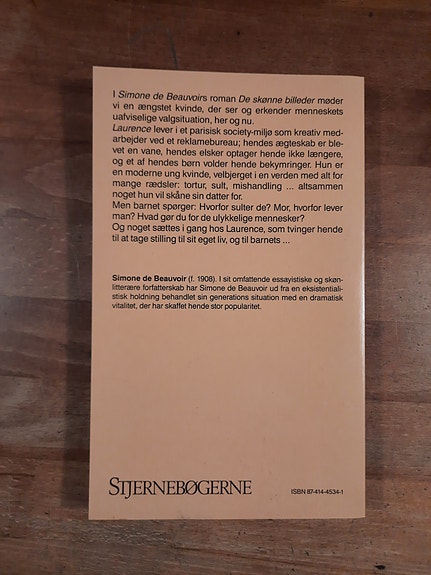 I Simone de Beauvoirs roman De skønne billeder møder
vi en ængstet kvinde, der ser og erkender menneskets
uafviselige valgsituation, her og nu.
Laurence lever i et parisisk society-miljø som kreativ med-
arbejder ved et reklamebureau; hendes ægteskab er ble-
vet en vane, hendes elsker optager hende ikke længere,
og et af hendes børn volder hende bekymringer. Hun er
en moderne ung kvinde, velbjerget i en verden med alt for
mange rædsler: tortur, sult, mishandling ... altsammen
noget hun vil skåne sin datter for.
Men barnet spørger: Hvorfor sulter de? Mor, hvorfor lever
man? Hvad gør du for de ulykkelige mennesker?
Og noget sættes i gang hos Laurence, som tvinger hende
til at tage stilling til sit eget liv, og til barnets ...
Simone de Beauvoir (f. 1908). I sit omfattende essayistiske og skøn-
litterære forfatterskab har Simone de Beauvoir ud fra en eksistentiali-
stisk holdning behandlet sin generations situation med en dramatisk
vitalitet, der har skaffet hende stor popularitet.
STJERNEBØGERNE
ISBN 87-414-4534-1